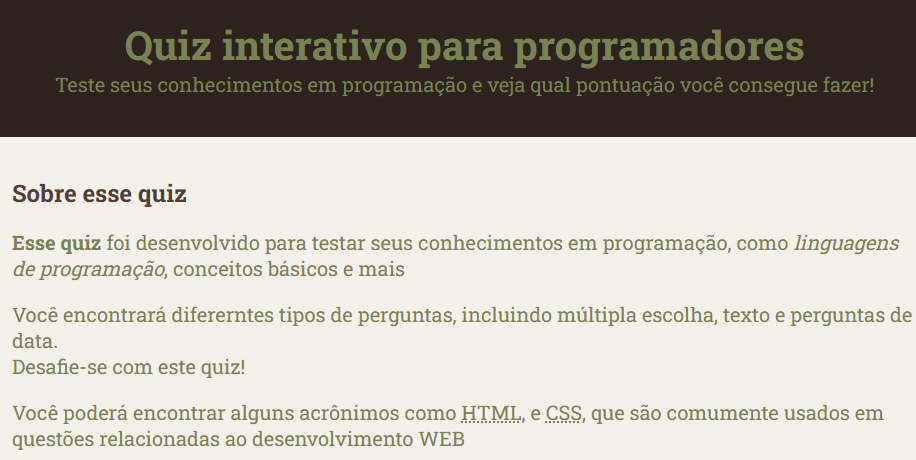 Quiz interativo para programadores
Teste seus conhecimentos em programação e veja qual pontuação você consegue fazer!
Sobre esse quiz
Esse quiz foi desenvolvido para testar seus conhecimentos em programação, como linguagens
de programação, conceitos básicos e mais
Você encontrará difererntes tipos de perguntas, incluindo múltipla escolha, texto e perguntas de
data.
Desafie-se com este quiz!
Você poderá encontrar alguns acrônimos como HTML, e CSS, que são comumente usados em
questões relacionadas ao desenvolvimento WEB